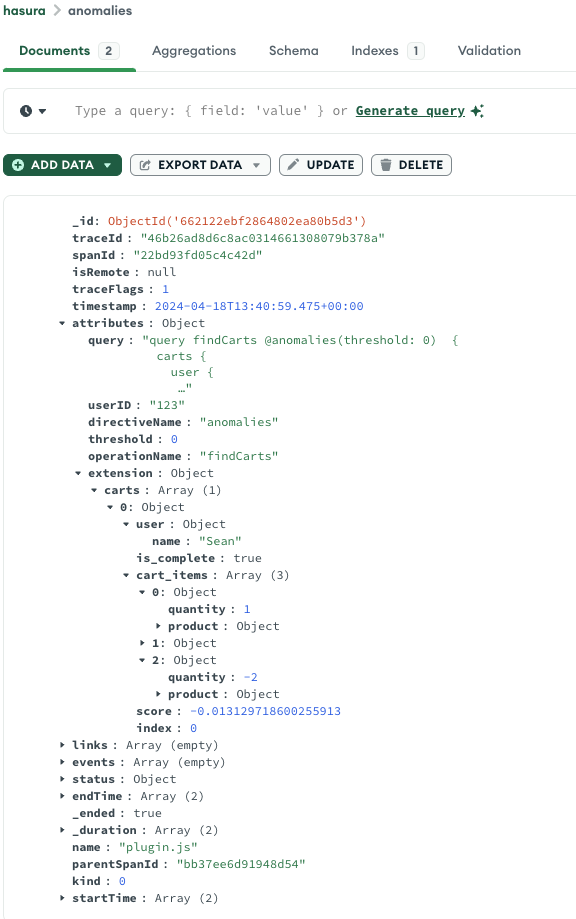 hasura > anomalies
Documents 2 Aggregations Schema Indexes 1 Validation
Type a query: { field: 'value' } or Generate query
ADD DATA EXPORT DATA UPDATE DELETE
_id: ObjectId('662122ebf2864802ea80b5d3')
traceId : "46b26ad8d6c8ac0314661308079b378a"
spanId : "22bd93fd05c4c42d"
isRemote : null
traceFlags : 1
timestamp : 2024-04-18T13:40:59.475+00:00
attributes : Object
query : "query findCarts @anomalies(threshold: 0)  {
carts {
user {
…"
userID : "123"
directiveName : "anomalies"
threshold : 0
operationName : "findCarts"
extension : Object
carts : Array (1)
0: Object
user : Object
name : "Sean"
is_complete : true
cart_items : Array (3)
0: Object
quantity : 1
product : Object
1: Object
2: Object
quantity : -2
product : Object
score : -0.013129718600255913
index : 0
links : Array (empty)
events : Array (empty)
status : Object
endTime : Array (2)
_ended : true
_duration : Array (2)
name : "plugin.js"
parentSpanId : "bb37ee6d91948d54"
kind : 0
startTime : Array (2)